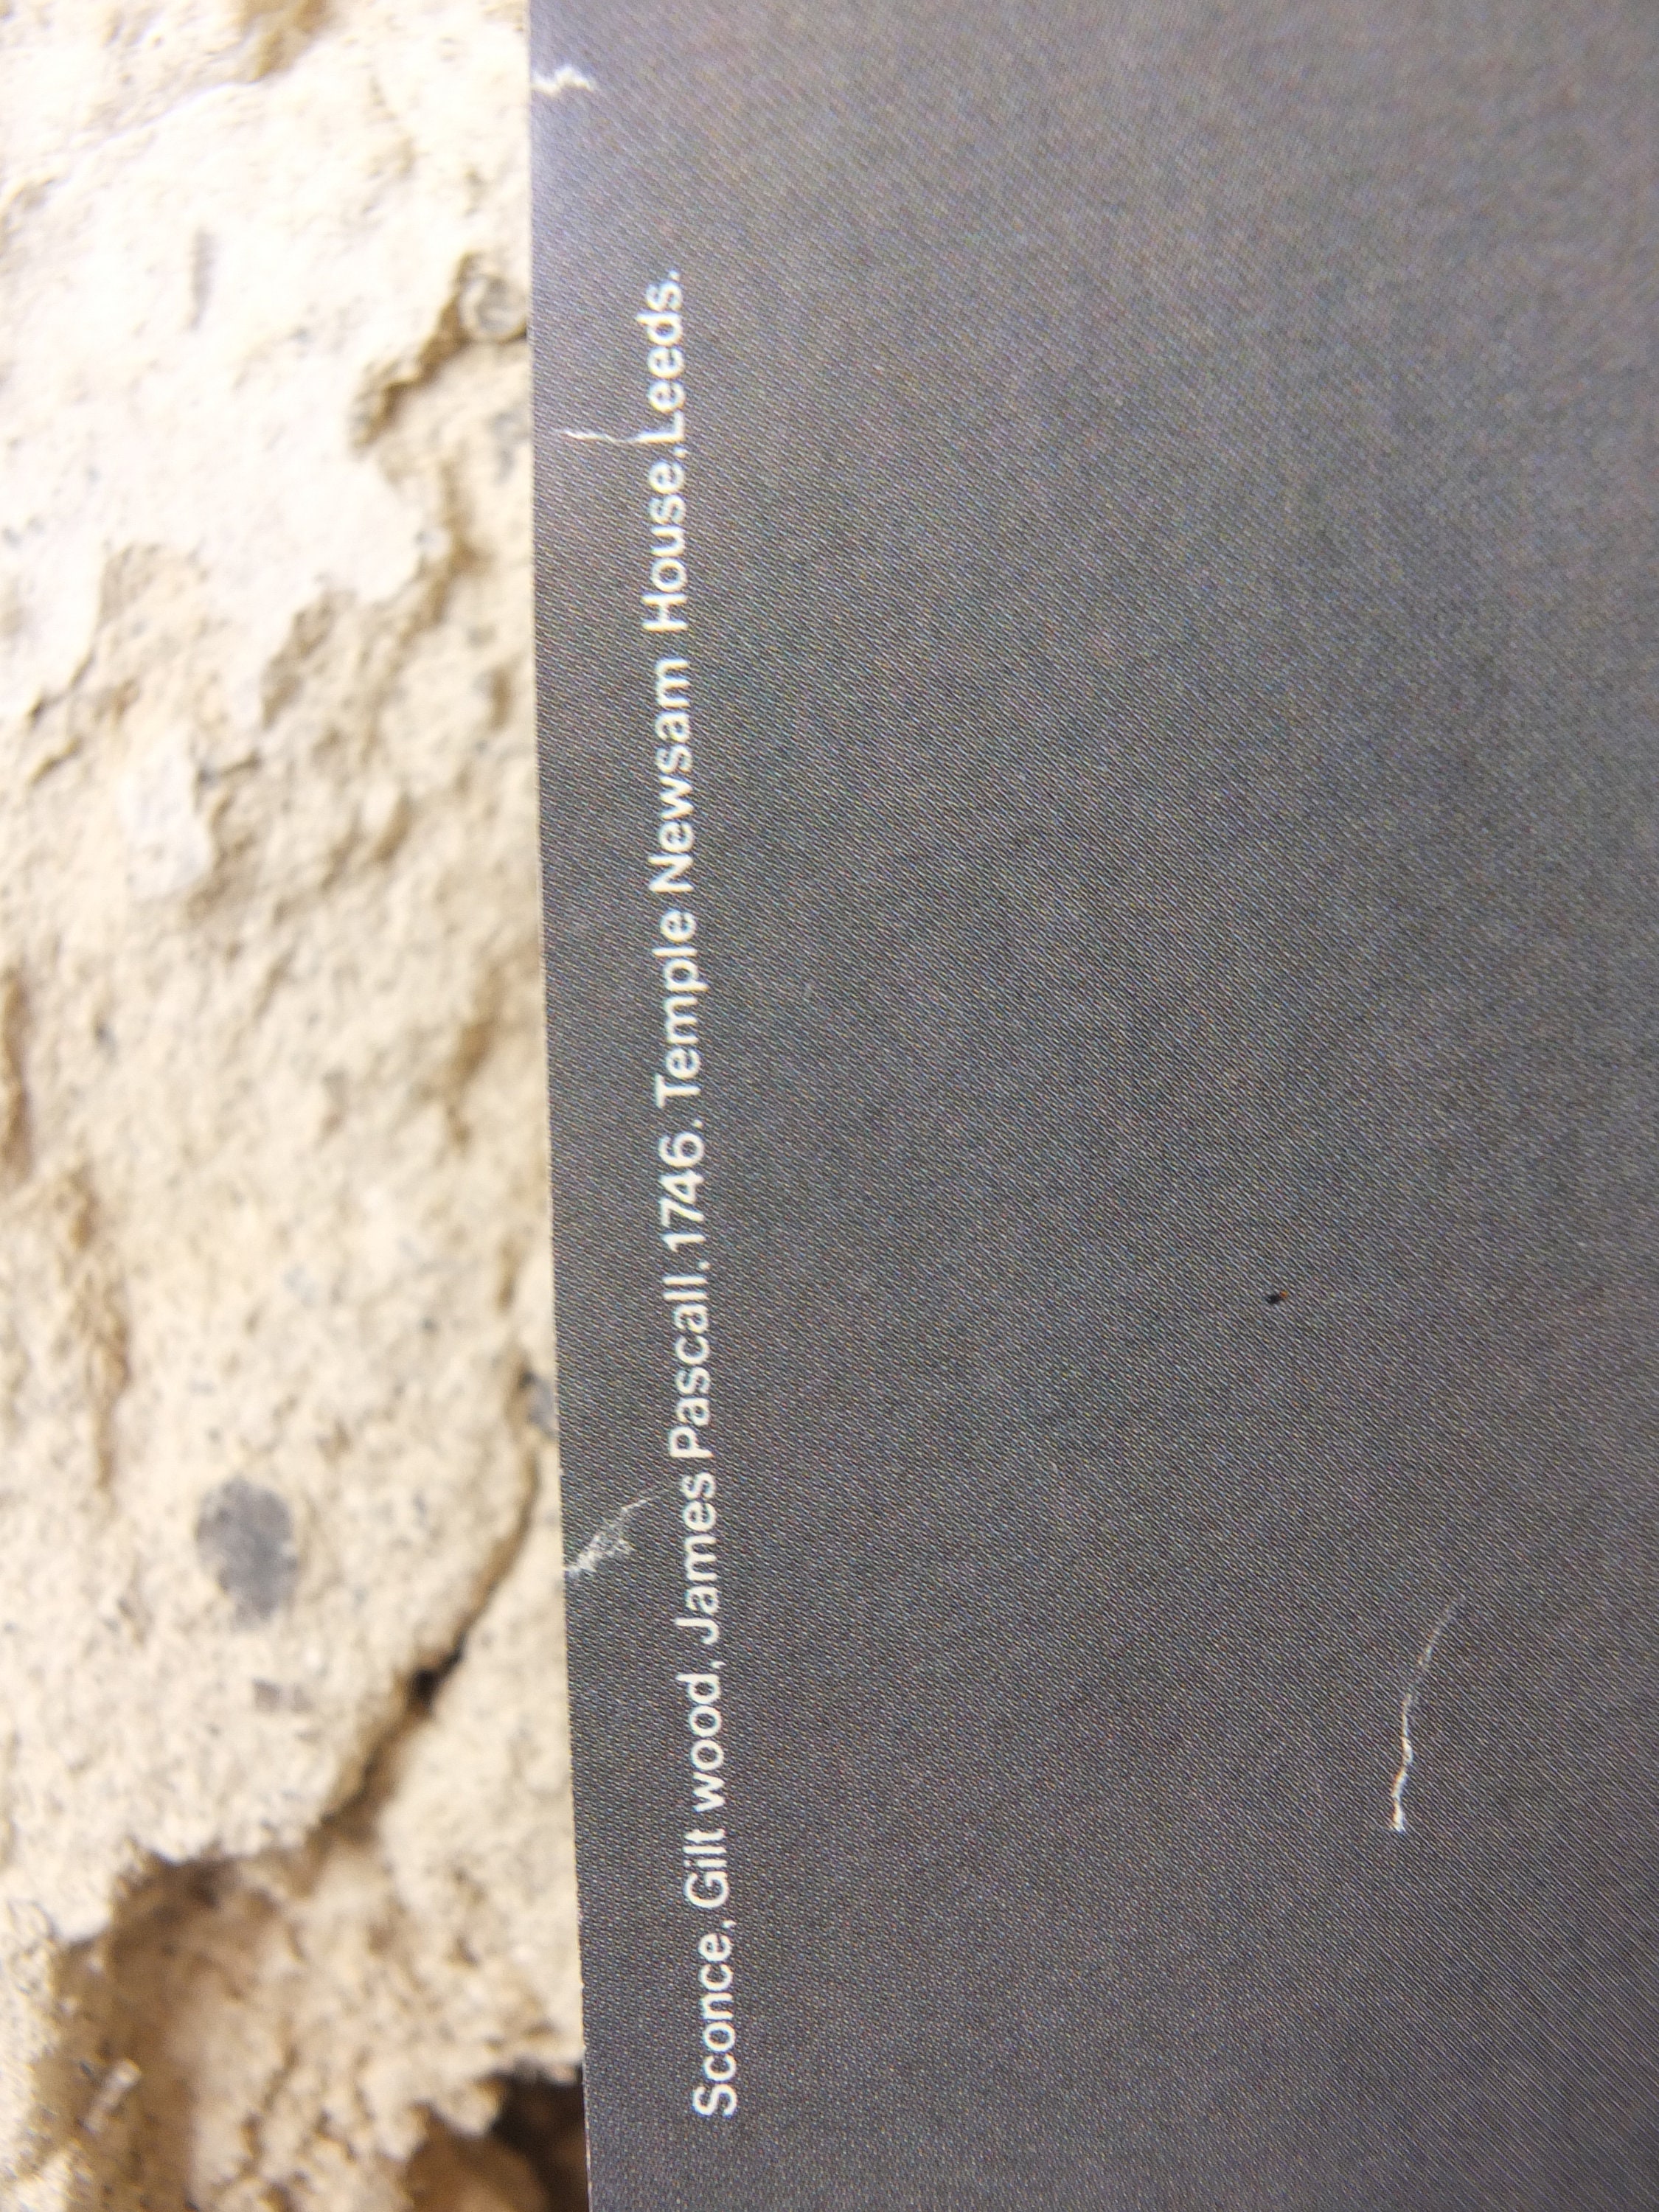 Sconce, Gilt wood, James Pascall. 1746. Temple Newsam House, Leeds.